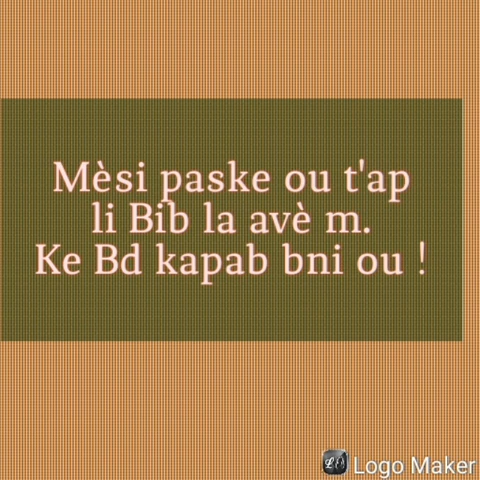 Mèsi paske ou t'ap
li Bib la avè m.
Ke Bd kapab bni ou !
Logo Maker